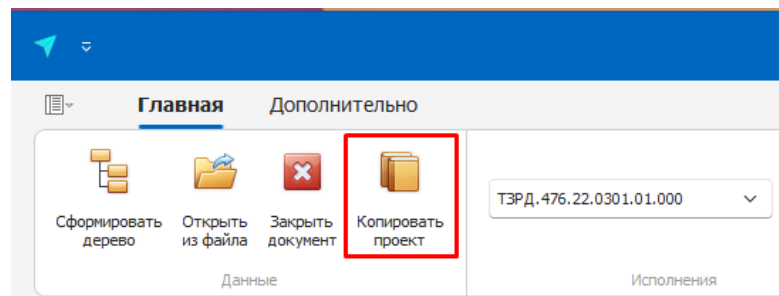 Главная Дополнительно
Сформировать дерево
Открыть из файла
Закрыть документ
Копировать проект
ТЗРД.476.22.0301.01.000
Данные
Исполнения